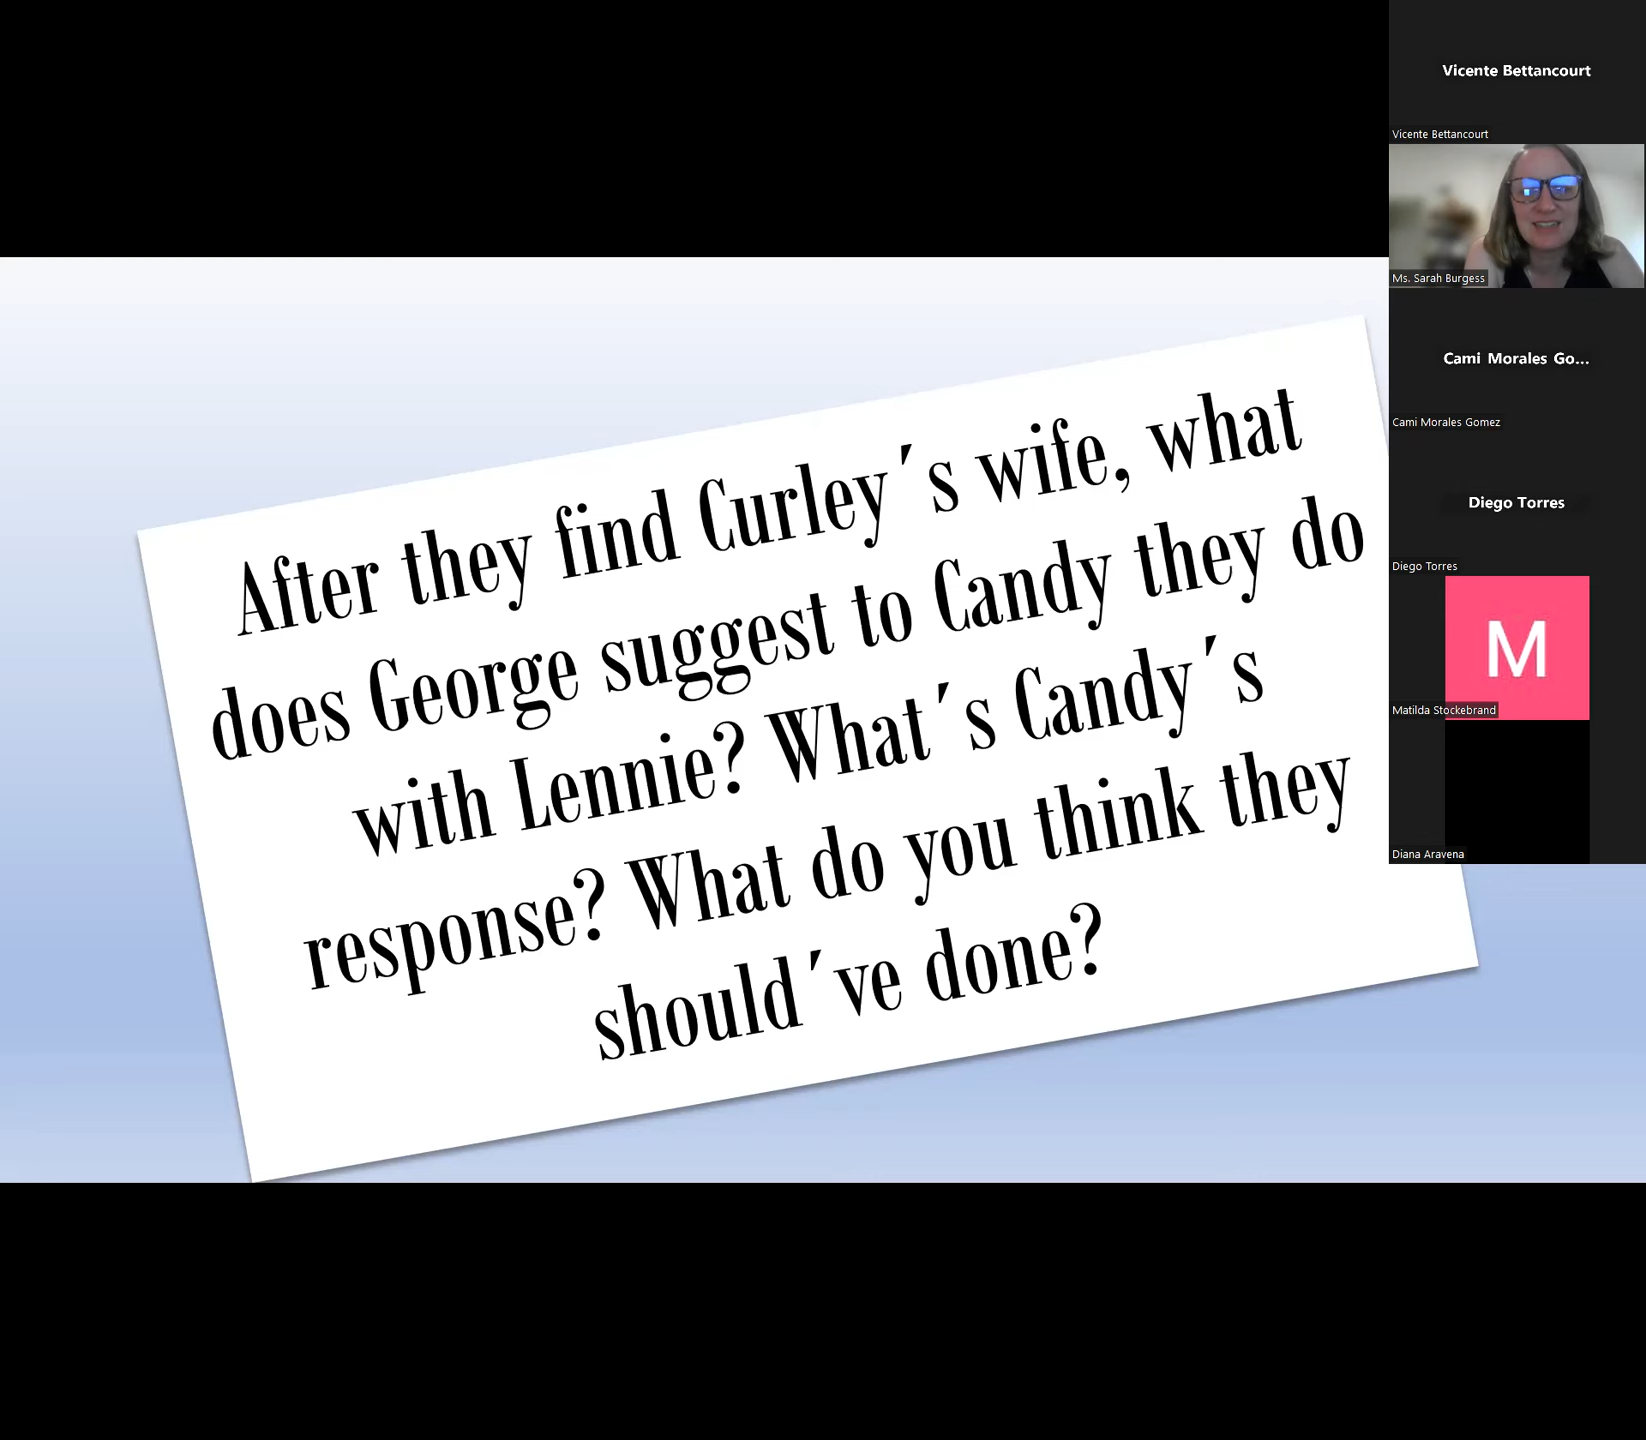 After they find Curley´s wife, what
does George suggest to Candy they do
with Lennie? What´s Candy´s
response? What do you think they
should´ve done?
Vicente Bettancourt
Vicente Bettancourt
Ms. Sarah Burgess
Cami Morales Go...
Cami Morales Gomez
Diego Torres
Diego Torres
M
Matilda Stockebrand
Diana Aravena